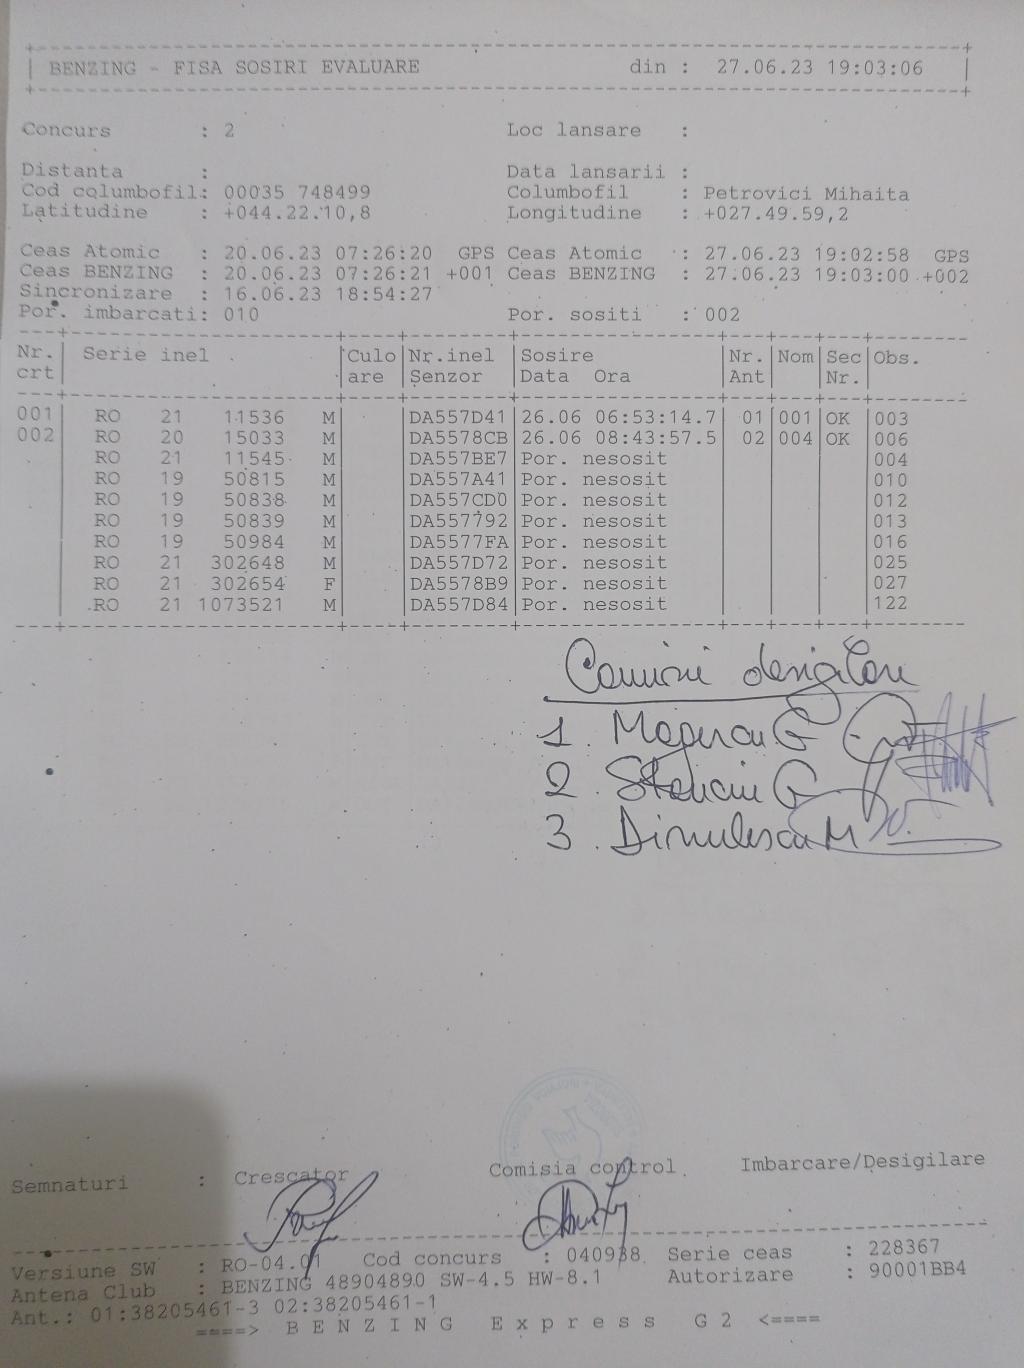 BENZING - FISA SOSIRI EVALUARE din : 27.06.23 19:03:06
Concurs : 2 Loc lansare :
Distanta : Data lansarii :
Cod columbofil: 00035 748499 Columbofil : Petrovici Mihaita
Latitudine : +044.22.10,8 Longitudine : +027.49.59,2
Ceas Atomic : 20.06.23 07:26:20 GPS Ceas Atomic : 27.06.23 19:02:58 GPS
Ceas BENZING : 20.06.23 07:26:21 +001 Ceas BENZING : 27.06.23 19:03:00 +002
Sincronizare : 16.06.23 18:54:27
Por. imbarcati: 010 Por. sositi : 002
Nr. Serie inel Culo Nr.inel Sosire Nr. Nom Sec Obs.
crt are Senzor Data Ora Ant Nr.
001 RO 21 11536 M DA557D41 26.06 06:53:14.7 01 001 OK 003
002 RO 20 15033 M DA5578CB 26.06 08:43:57.5 02 004 OK 006
RO 21 11545 M DA557BE7 Por. nesosit 004
RO 19 50815 M DA557A41 Por. nesosit 010
RO 19 50838 M DA557CD0 Por. nesosit 012
RO 19 50839 M DA557792 Por. nesosit 013
RO 19 50984 M DA5577FA Por. nesosit 016
RO 21 302648 M DA557D72 Por. nesosit 025
RO 21 302654 F DA5578B9 Por. nesosit 027
RO 21 1073521 M DA557D84 Por. nesosit 122
1.
2. G
3. Dimulescu M
Semnaturi : Crescator Comisia control Imbarcare/Desigilare
Versiune SW : RO-04.01 Cod concurs : 040938 Serie ceas : 228367
Antena Club : BENZING 48904890 SW-4.5 HW-8.1 Autorizare : 90001BB4
Ant.: 01:38205461-3 02:38205461-1
====> B E N Z I N G E x p r e s s G 2 <====